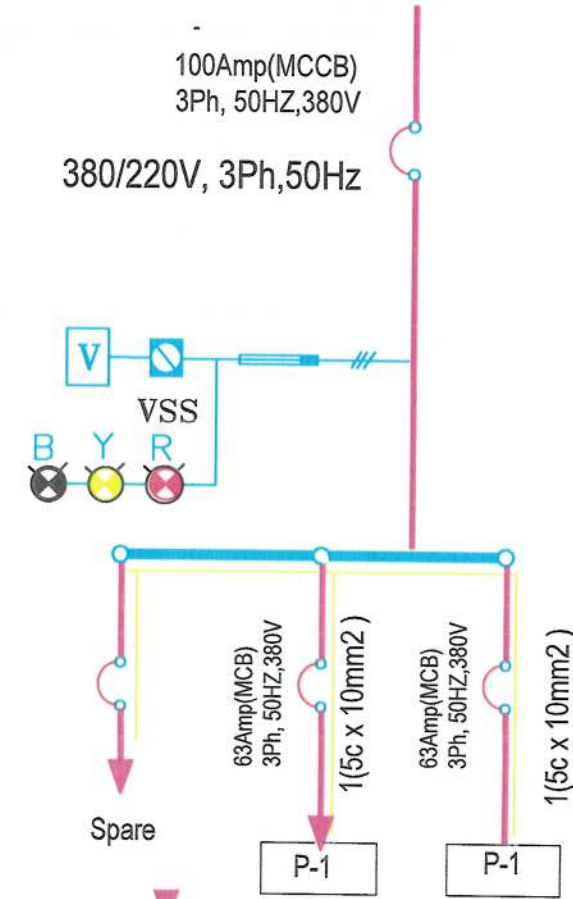 100Amp(MCCB)
3Ph, 50HZ,380V
380/220V, 3Ph,50Hz
V
VSS
B Y R
63Amp(MCB)
3Ph, 50HZ,380V
1(5c x 10mm2 )
63Amp(MCB)
3Ph, 50HZ,380V
1(5c x 10mm2 )
Spare
P-1
P-1